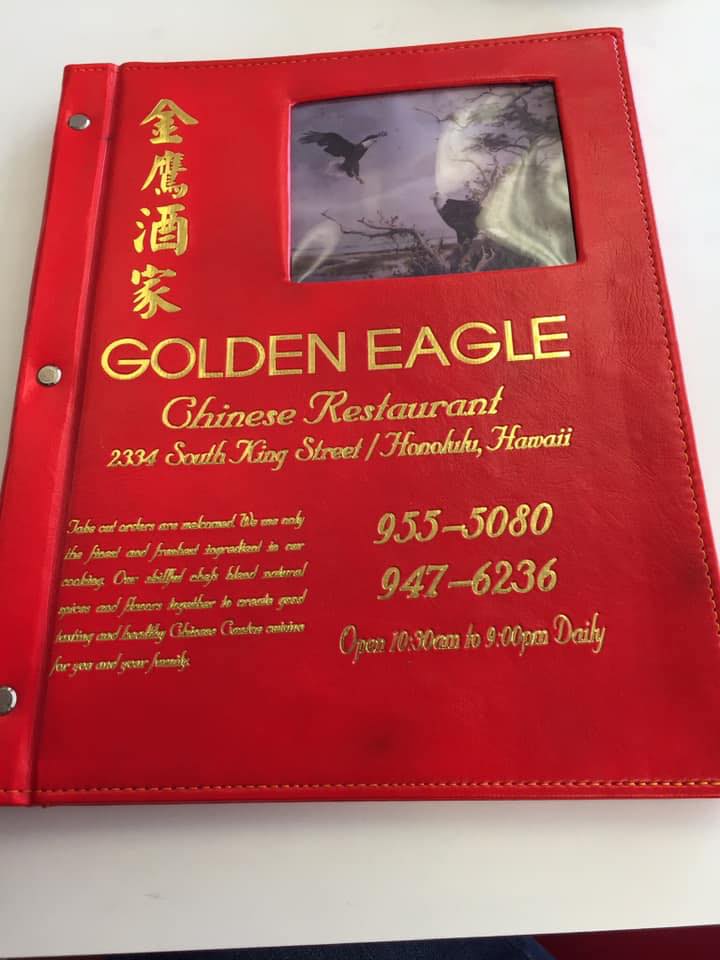 金鷹酒家
GOLDEN EAGLE
Chinese Restaurant
2334 South King Street / Honolulu, Hawaii
Take out orders are welcomed. We use only
the finest and freshest ingredient in our
cooking. Our skillful chefs blend natural
spices and flavors together to create good
tasting and healthy Chinese Canton cuisine
for you and your family.
955-5080
947-6236
Open 10:30am to 9:00pm Daily